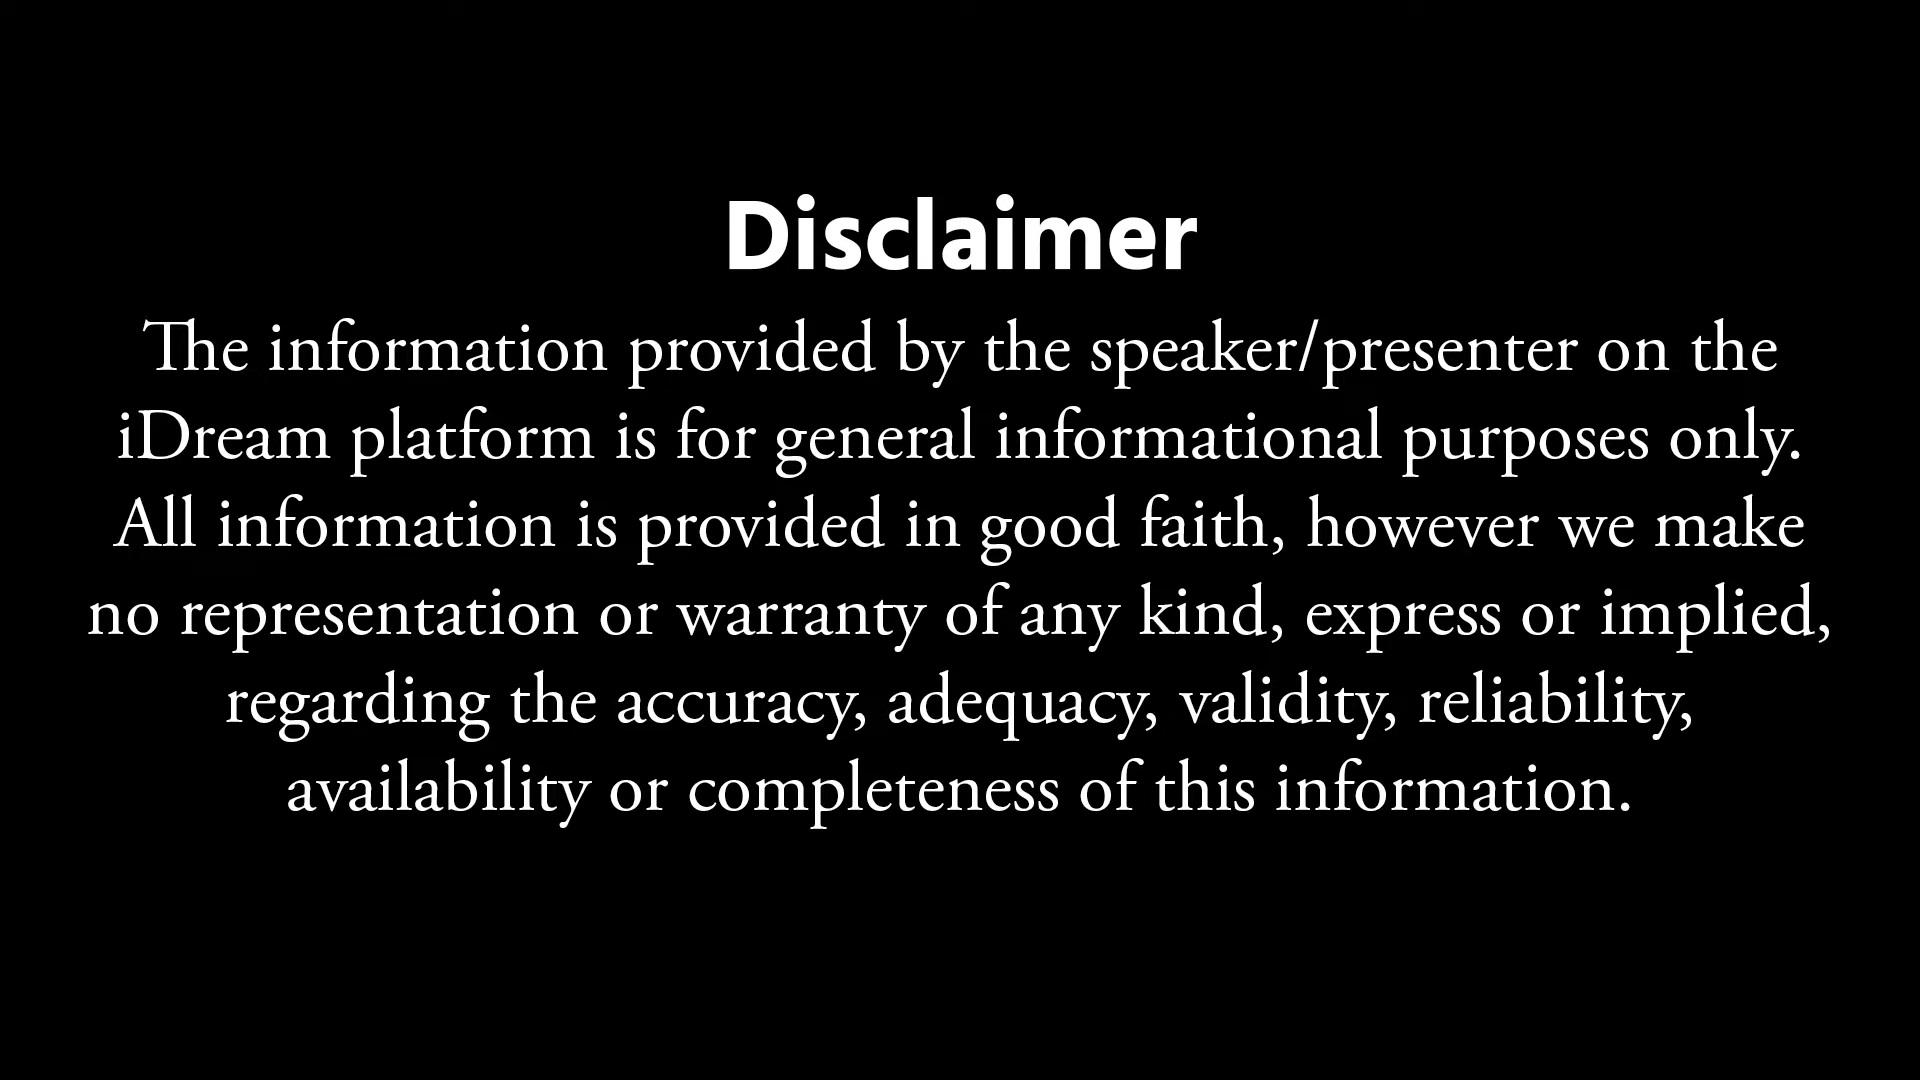 Disclaimer
The information provided by the speaker/presenter on the
iDream platform is for general informational purposes only.
All information is provided in good faith, however we make
no representation or warranty of any kind, express or implied,
regarding the accuracy, adequacy, validity, reliability,
availability or completeness of this information.